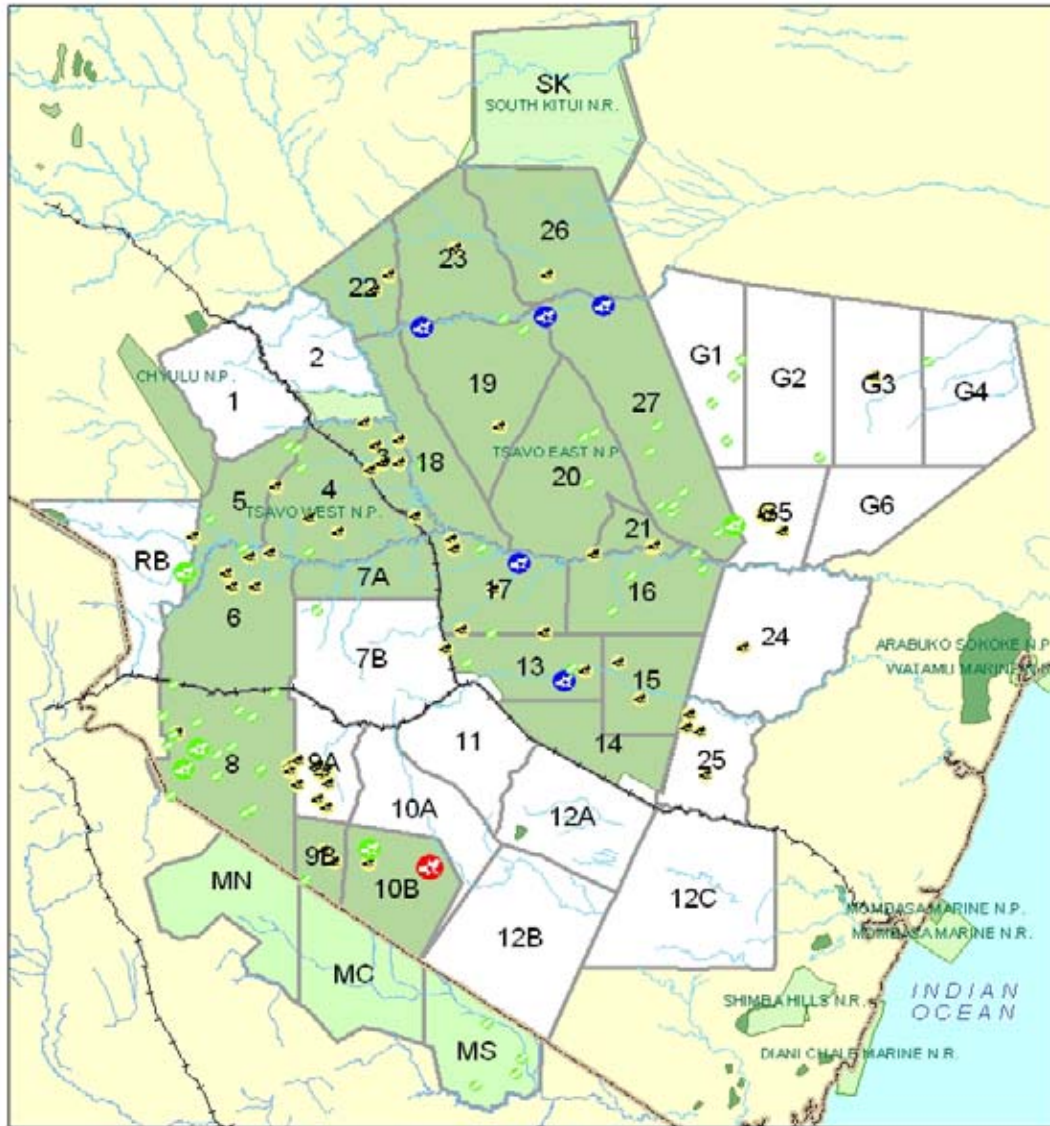 SK
SOUTH KITUI N.R.
26
23
22
2
G1
G2
G3
G4
CHYULU N.P.
1
19
27
3
18
TSAVO EAST N.P.
20
5
4
TSAVO WEST N.P.
G5
G6
21
RB
7A
17
16
6
24
7B
ARABUKO SOKOKE N.P.
13
15
11
14
8
9A
25
10A
12A
9B
10B
MN
12C
MOMBASA MARINE N.P.
12B
MOMBASA MARINE N.R.
MC
SHIMBA HILLS N.R.
INDIAN
OCEAN
MS
DIANI CHALE MARINE N.R.